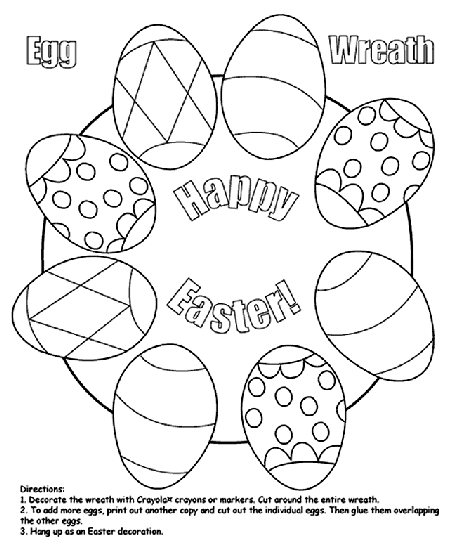 Egg Wreath
Happy
Easter!
Directions:
1. Decorate the wreath with Crayola® crayons or markers. Cut around the entire wreath.
2. To add more eggs, print out another copy and cut out the individual eggs. Then glue them overlapping
the other eggs.
3. Hang up as an Easter decoration.